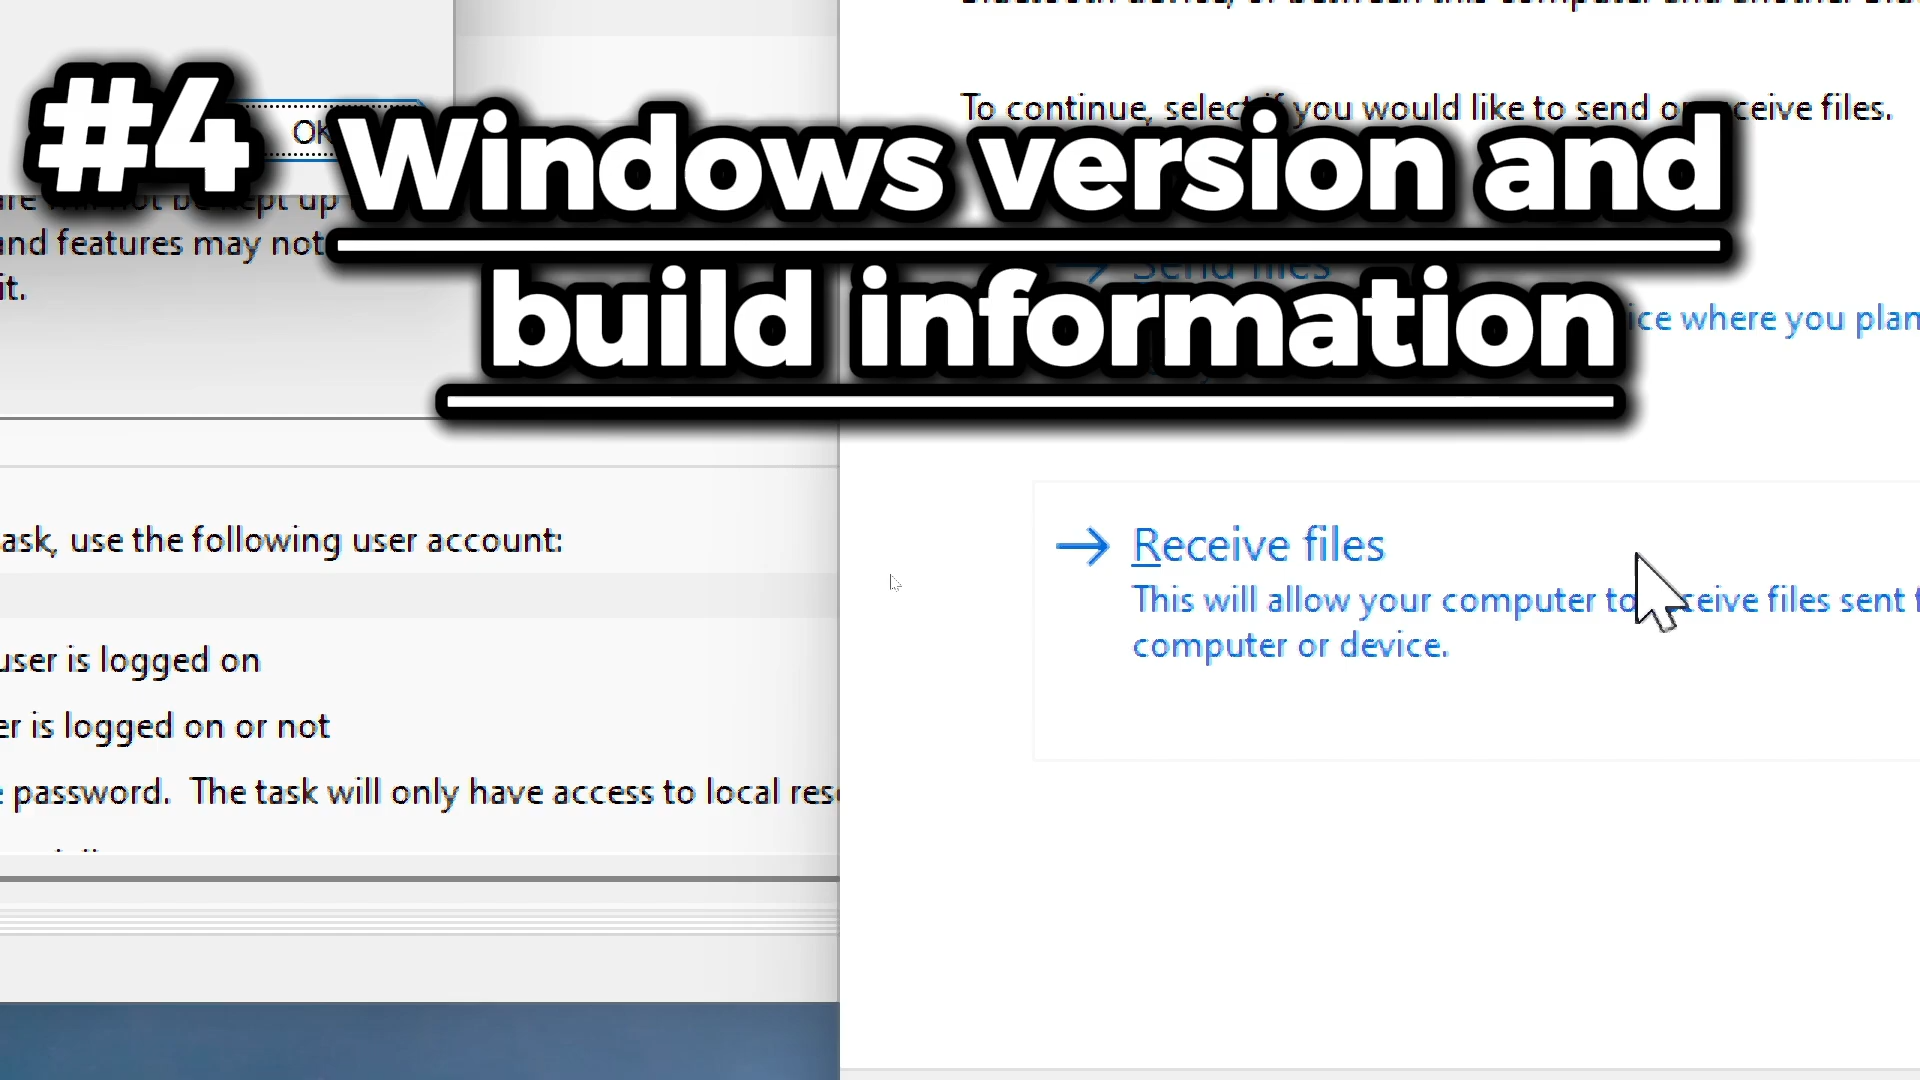 #4 Windows version and
build information
To continue, select if you would like to send or receive files.
OK
and features may not
it.
Send files
where you plan
ask, use the following user account:
user is logged on
is logged on or not
password. The task will only have access to local
Receive files
This will allow your computer to receive files sent
computer or device.